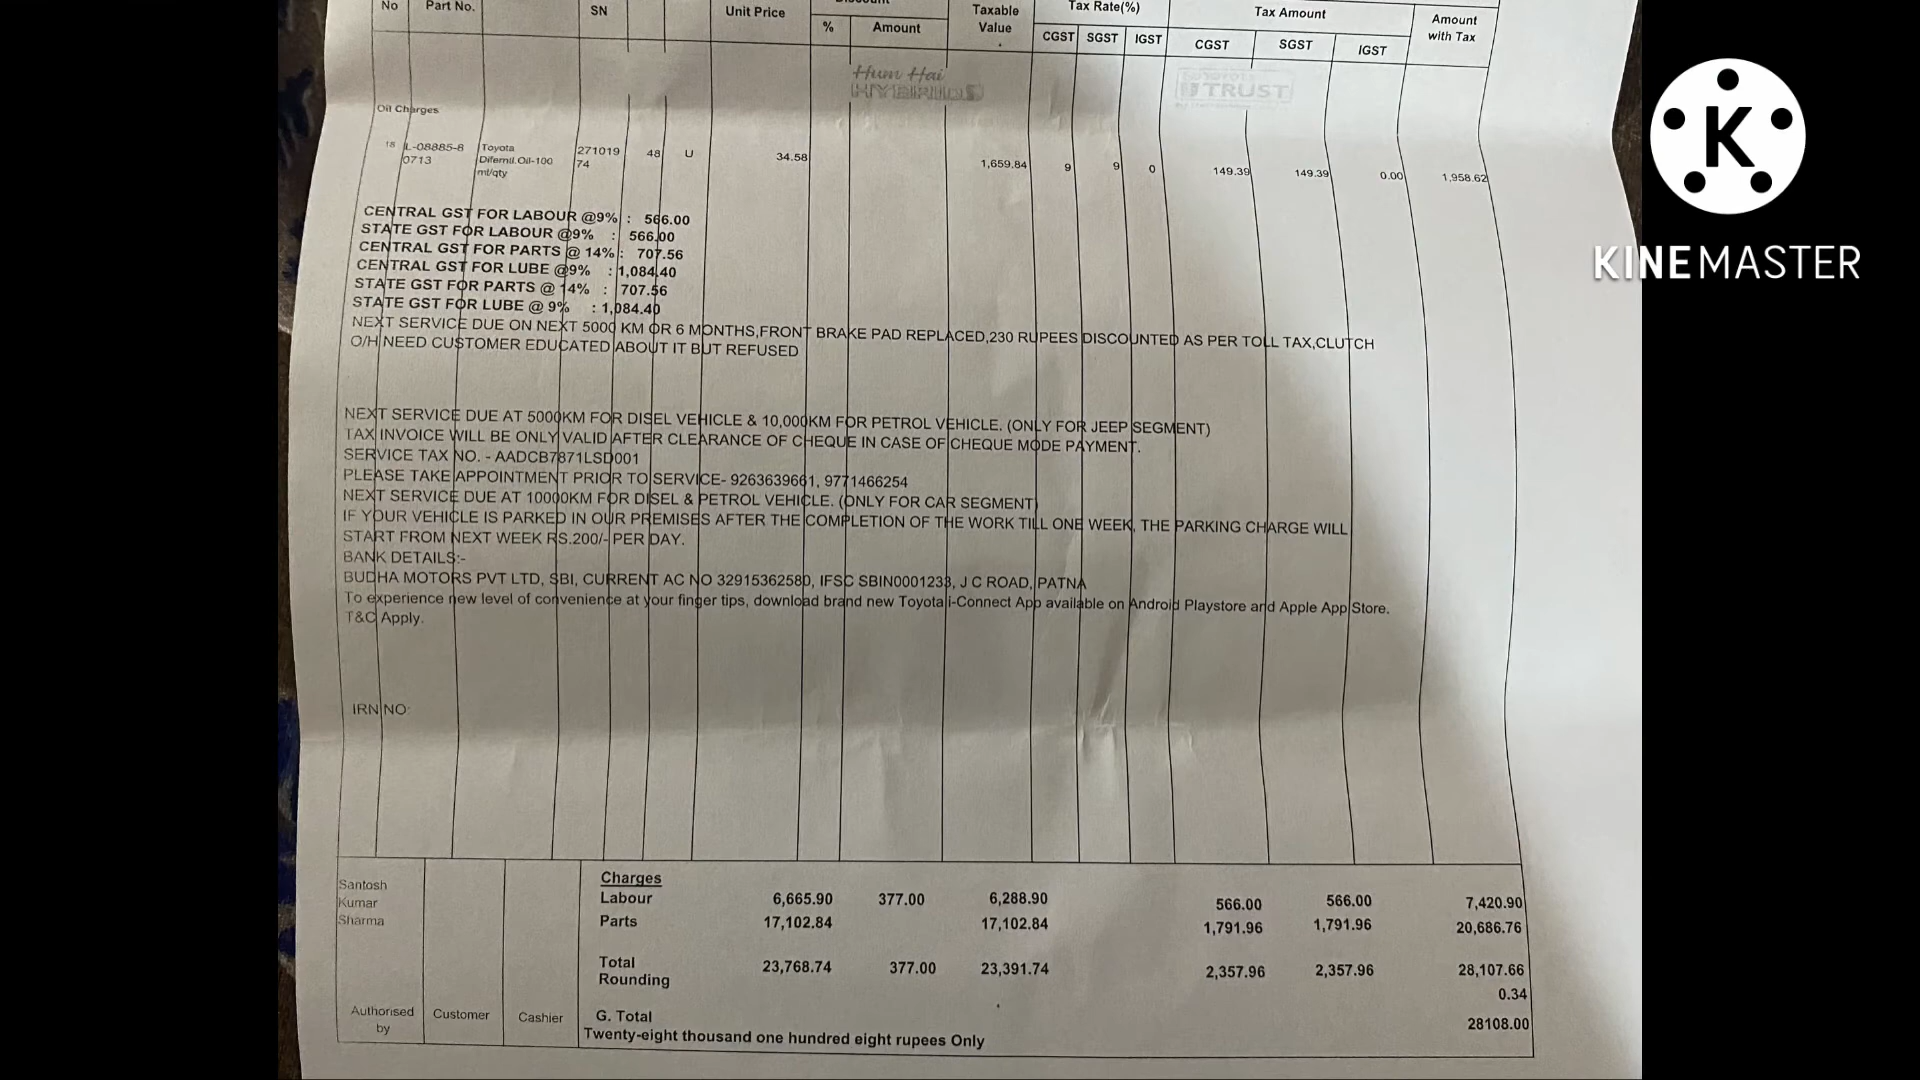 No Part No. SN Unit Price Taxable Value Tax Rate(%) Tax Amount Amount with Tax
% Amount CGST SGST IGST CGST SGST IGST
Hum Hai
HYBRID
TRUST
Oil Charges
18 L-08885-80713 Toyota Difernil.Oil-100 ml/qty 27101974 48 U 34.58 1,659.84 9 9 0 149.39 149.39 0.00 1,958.62
CENTRAL GST FOR LABOUR @9% : 566.00
STATE GST FOR LABOUR @9% : 566.00
CENTRAL GST FOR PARTS @ 14% : 707.56
CENTRAL GST FOR LUBE @9% : 1,084.40
STATE GST FOR PARTS @ 14% : 707.56
STATE GST FOR LUBE @ 9% : 1,084.40
NEXT SERVICE DUE ON NEXT 5000 KM OR 6 MONTHS,FRONT BRAKE PAD REPLACED,230 RUPEES DISCOUNTED AS PER TOLL TAX,CLUTCH
O/H NEED CUSTOMER EDUCATED ABOUT IT BUT REFUSED
NEXT SERVICE DUE AT 5000KM FOR DISEL VEHICLE & 10,000KM FOR PETROL VEHICLE. (ONLY FOR JEEP SEGMENT)
TAX INVOICE WILL BE ONLY VALID AFTER CLEARANCE OF CHEQUE IN CASE OF CHEQUE MODE PAYMENT.
SERVICE TAX NO. - AADCB7871LSD001
PLEASE TAKE APPOINTMENT PRIOR TO SERVICE- 9263639661, 9771466254
NEXT SERVICE DUE AT 10000KM FOR DISEL & PETROL VEHICLE. (ONLY FOR CAR SEGMENT)
IF YOUR VEHICLE IS PARKED IN OUR PREMISES AFTER THE COMPLETION OF THE WORK TILL ONE WEEK, THE PARKING CHARGE WILL
START FROM NEXT WEEK RS.200/- PER DAY.
BANK DETAILS:-
BUDHA MOTORS PVT LTD, SBI, CURRENT AC NO 32915362580, IFSC SBIN0001233, J C ROAD, PATNA
To experience new level of convenience at your finger tips, download brand new Toyota i-Connect App available on Android Playstore and Apple App Store.
T&C Apply.
IRN NO:
Charges
Labour 6,665.90 377.00 6,288.90 566.00 566.00 7,420.90
Parts 17,102.84 17,102.84 1,791.96 1,791.96 20,686.76
Total 23,768.74 377.00 23,391.74 2,357.96 2,357.96 28,107.66
Rounding 0.34
G. Total 28108.00
Twenty-eight thousand one hundred eight rupees Only
Santosh
Kumar
Sharma
Authorised by Customer Cashier
K
KINEMASTER